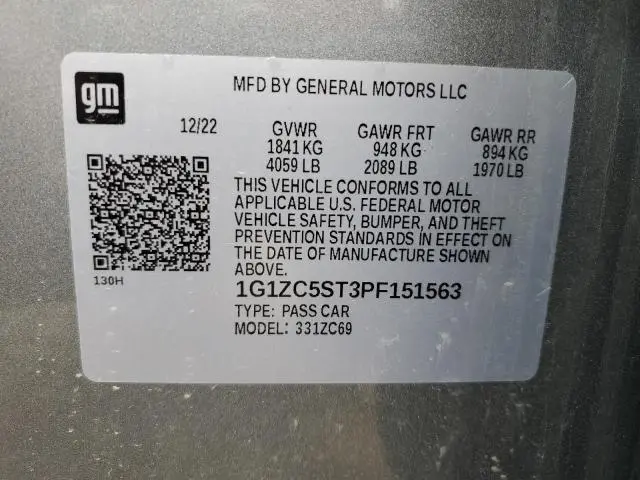 gm
MFD BY GENERAL MOTORS LLC
12/22 GVWR GAWR FRT GAWR RR
1841 KG 948 KG 894 KG
4059 LB 2089 LB 1970 LB
THIS VEHICLE CONFORMS TO ALL
APPLICABLE U.S. FEDERAL MOTOR
VEHICLE SAFETY, BUMPER, AND THEFT
PREVENTION STANDARDS IN EFFECT ON
THE DATE OF MANUFACTURE SHOWN
ABOVE.
130H
1G1ZC5ST3PF151563
TYPE: PASS CAR
MODEL: 331ZC69